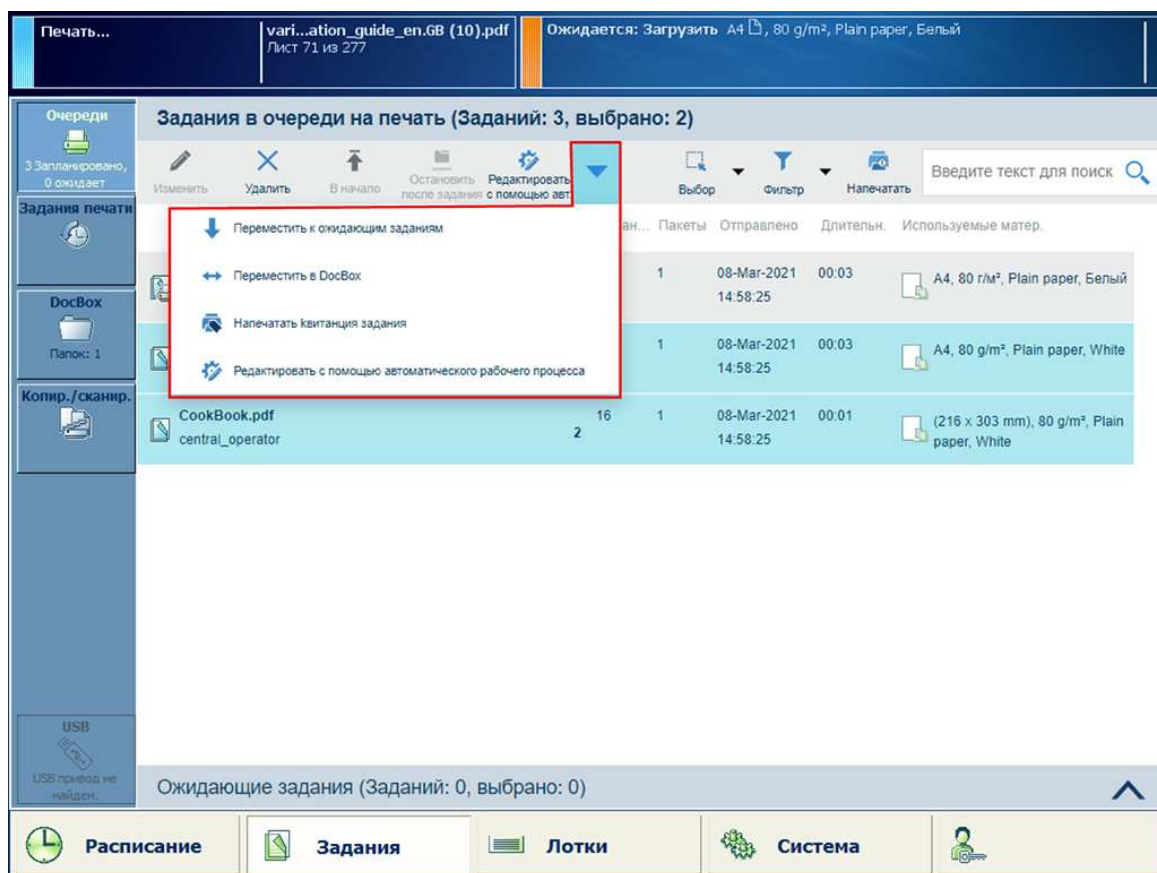 Печать...
vari...ation_guide_en.GB (10).pdf
Лист 71 из 277
Ожидается: Загрузить A4 , 80 g/m², Plain paper, Белый
Очереди
3 Запланировано,
0 ожидает
Задания печати
DocBox
Папок: 1
Копир./сканир.
USB
USB привод не
найден.
Задания в очереди на печать (Заданий: 3, выбрано: 2)
Изменить
Удалить
В начало
Остановить
после задания
Редактировать
с помощью авт.
Выбор
Фильтр
Напечатать
Введите текст для поиск
Переместить к ожидающим заданиям
Переместить в DocBox
Напечатать квитанция задания
Редактировать с помощью автоматического рабочего процесса
ан... Пакеты Отправлено Длительн. Используемые матер.
1 08-Mar-2021 00:03 A4, 80 г/м², Plain paper, Белый
14:58:25
1 08-Mar-2021 00:03 A4, 80 g/m², Plain paper, White
14:58:25
CookBook.pdf 16 1 08-Mar-2021 00:01 (216 x 303 mm), 80 g/m², Plain
central_operator 2 14:58:25 paper, White
Ожидающие задания (Заданий: 0, выбрано: 0)
Расписание
Задания
Лотки
Система